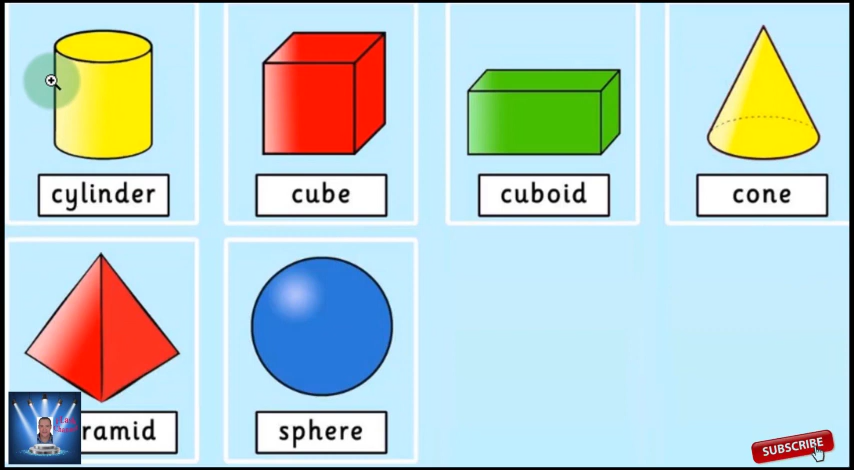 cylinder
cube
cuboid
cone
ramid
sphere
SUBSCRIBE